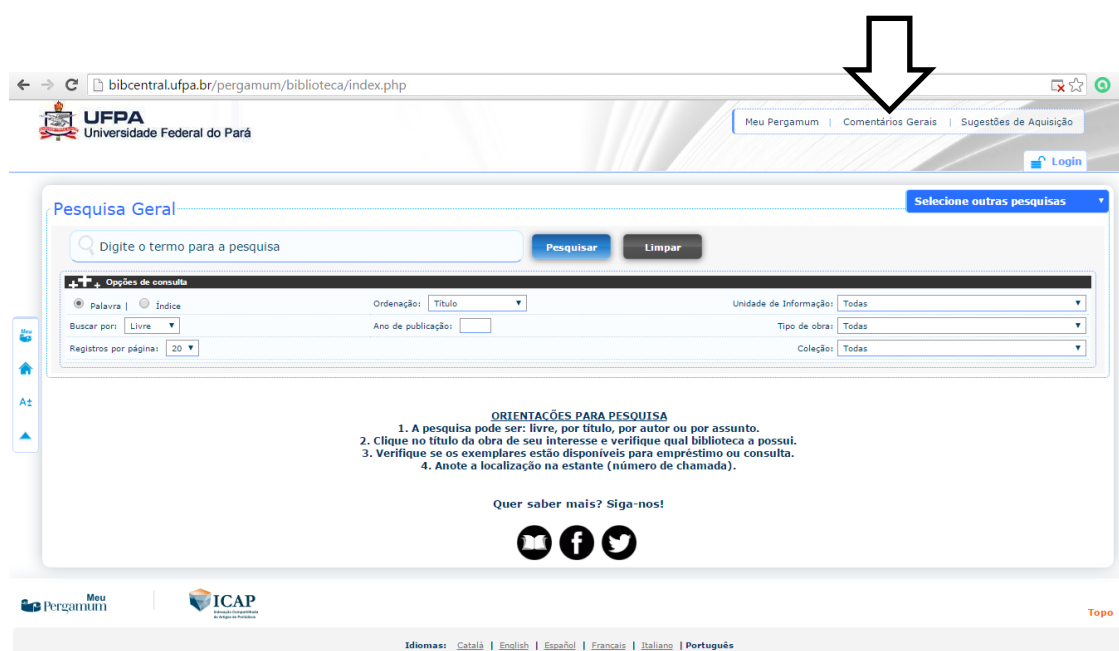 bibcentral.ufpa.br/pergamum/biblioteca/index.php
UFPA
Universidade Federal do Pará
Meu Pergamum | Comentários Gerais | Sugestões de Aquisição
Login
Pesquisa Geral
Selecione outras pesquisas
Digite o termo para a pesquisa
Pesquisar
Limpar
Opções de consulta
Palavra | Índice
Ordenação: Título
Unidade de Informação: Todas
Buscar por: Livre
Ano de publicação:
Tipo de obra: Todas
Registros por página: 20
Coleção: Todas
Meu
A±
ORIENTAÇÕES PARA PESQUISA
1. A pesquisa pode ser: livre, por título, por autor ou por assunto.
2. Clique no título da obra de seu interesse e verifique qual biblioteca a possui.
3. Verifique se os exemplares estão disponíveis para empréstimo ou consulta.
4. Anote a localização na estante (número de chamada).
Quer saber mais? Siga-nos!
Meu
Pergamum
ICAP
Topo
Idiomas: Català | English | Español | Français | Italiano | Português